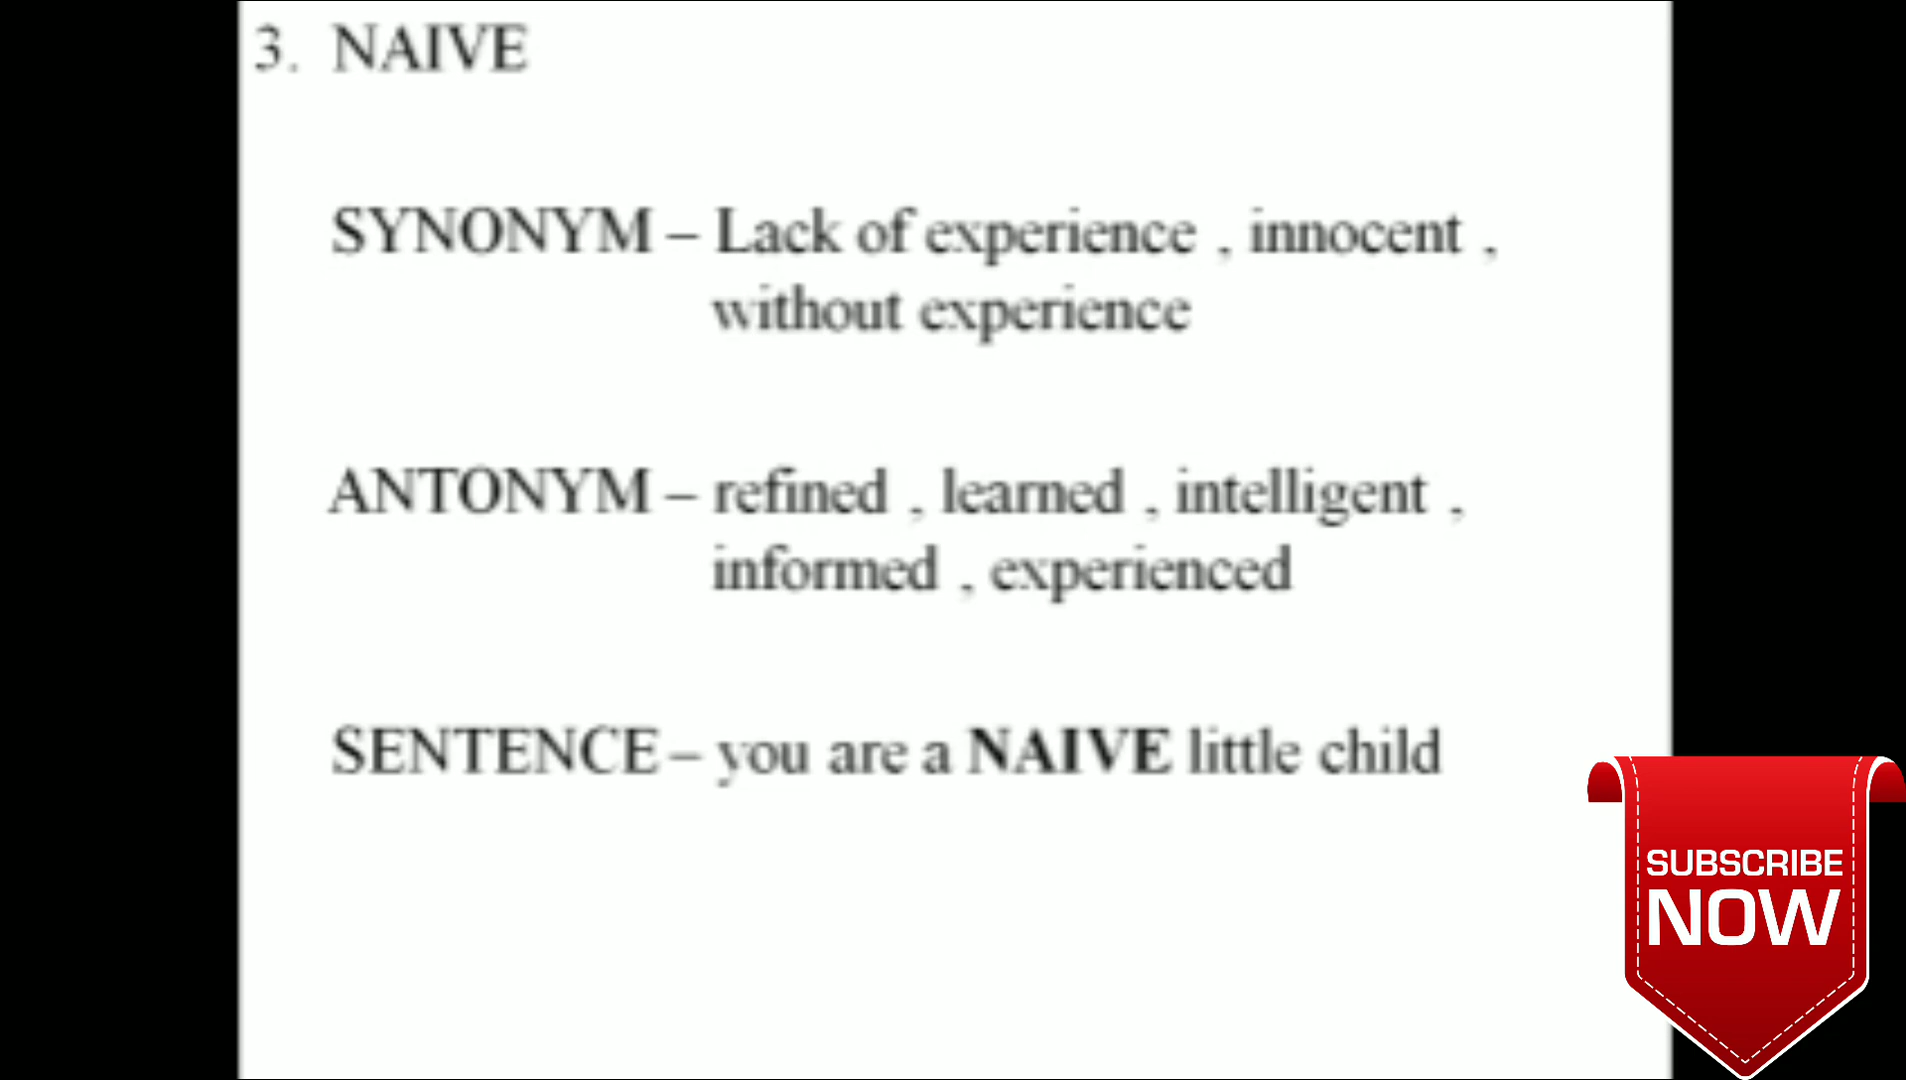 3. NAIVE
SYNONYM – Lack of experience , innocent ,
without experience
ANTONYM – refined , learned , intelligent ,
informed , experienced
SENTENCE – you are a NAIVE little child
SUBSCRIBE
NOW